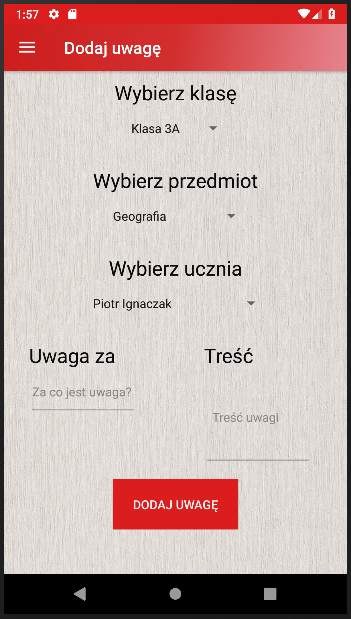 1:57
Dodaj uwagę
Wybierz klasę
Klasa 3A
Wybierz przedmiot
Geografia
Wybierz ucznia
Piotr Ignaczak
Uwaga za
Treść
Za co jest uwaga?
Treść uwagi
DODAJ UWAGĘ